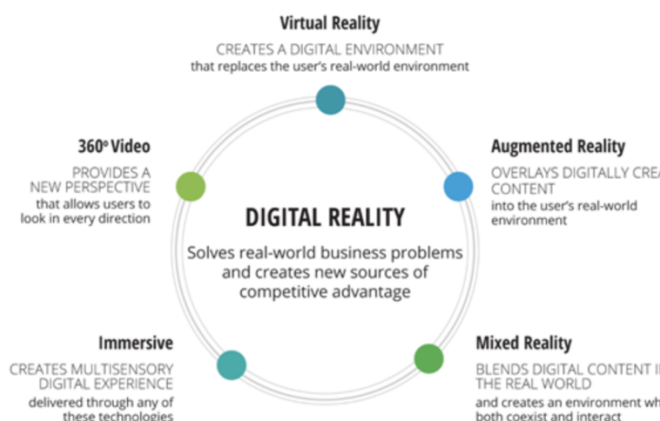 Virtual Reality
CREATES A DIGITAL ENVIRONMENT
that replaces the user's real-world environment
360º Video
PROVIDES A
NEW PERSPECTIVE
that allows users to
look in every direction
Augmented Reality
OVERLAYS DIGITALLY
CONTENT
into the user's real-world
environment
DIGITAL REALITY
Solves real-world business problems
and creates new sources of
competitive advantage
Immersive
CREATES MULTISENSORY
DIGITAL EXPERIENCE
delivered through any of
these technologies
Mixed Reality
BLENDS DIGITAL CONTENT
THE REAL WORLD
and creates an environment
both coexist and interact